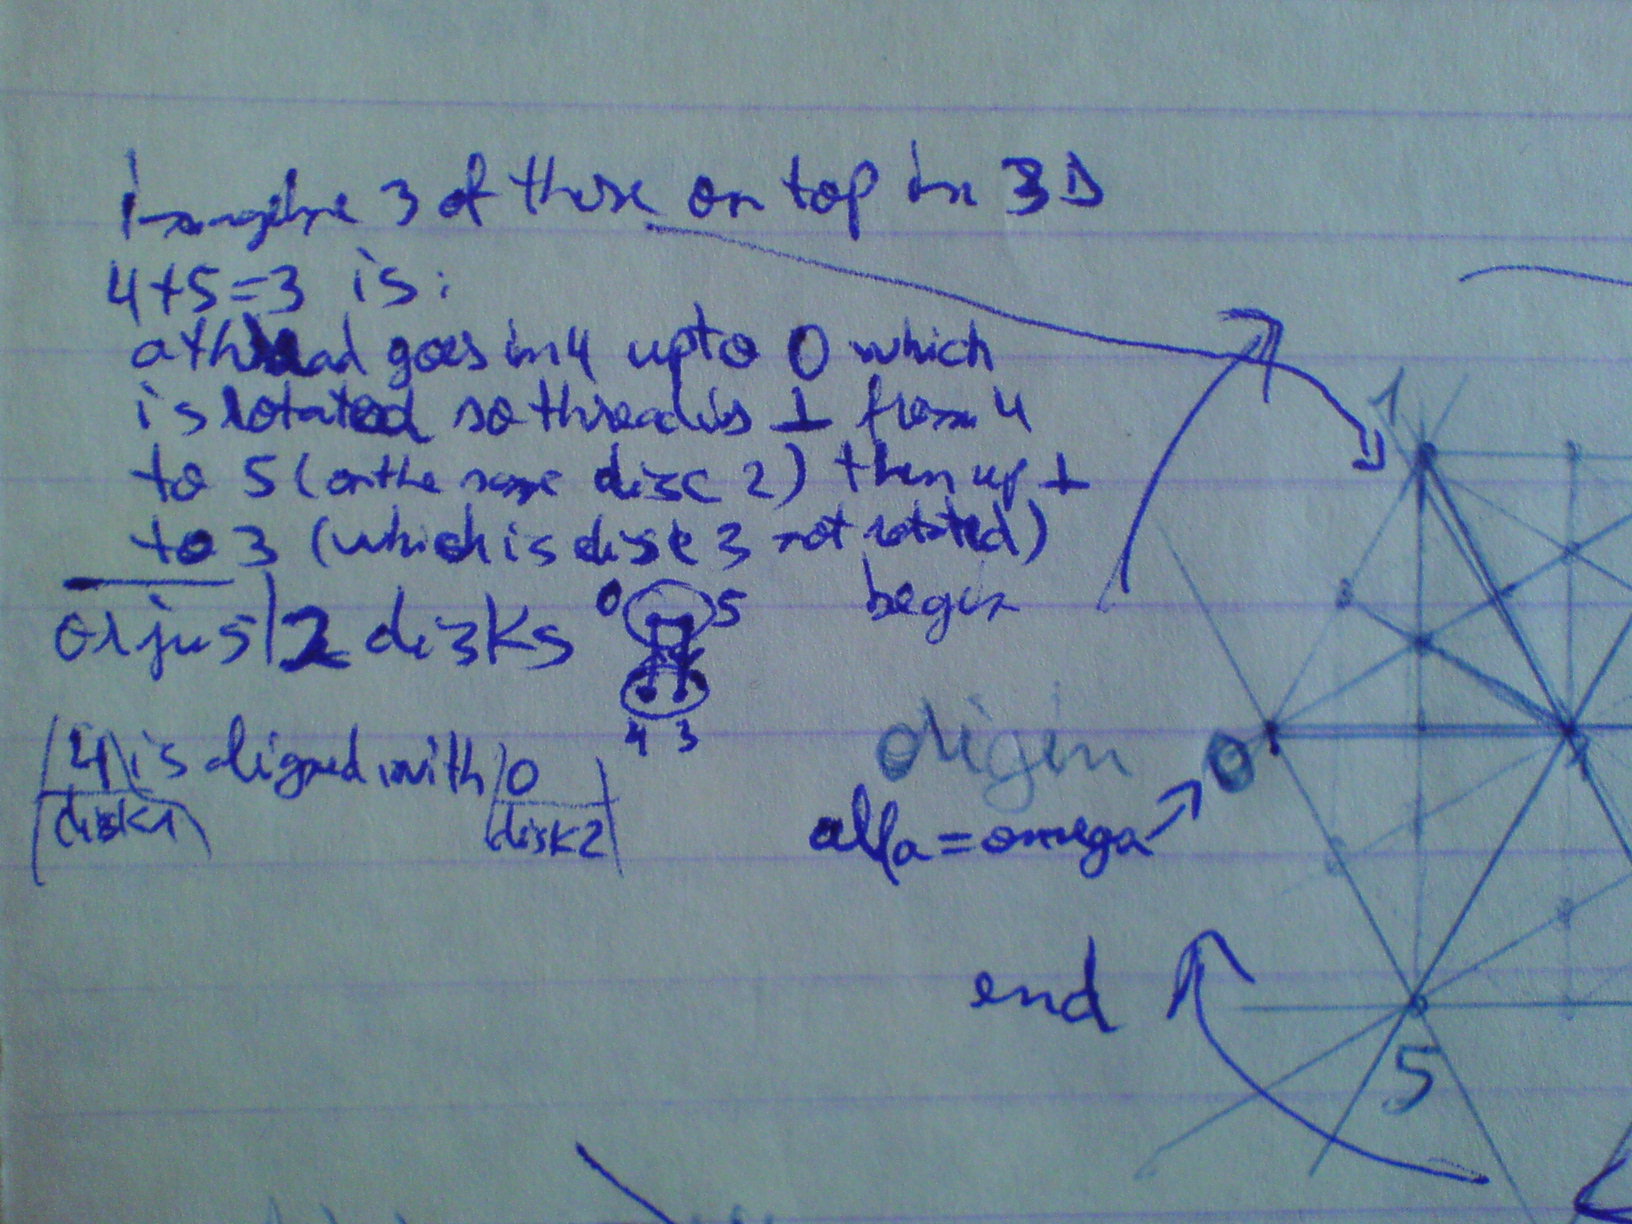 imagine 3 of these on top in 3D
4+5=3 is:
a thread goes in 4 up to 0 which
is rotated so thread is ⊥ from 4
to 5 (on the same disc 2) then up ⊥
to 3 (which is disk 3 not rotated)
or just 2 disks
0 5
4 3
begin
4 is aligned with 0
disk1 disk2
origin
0
alfa = omega
1
end
5